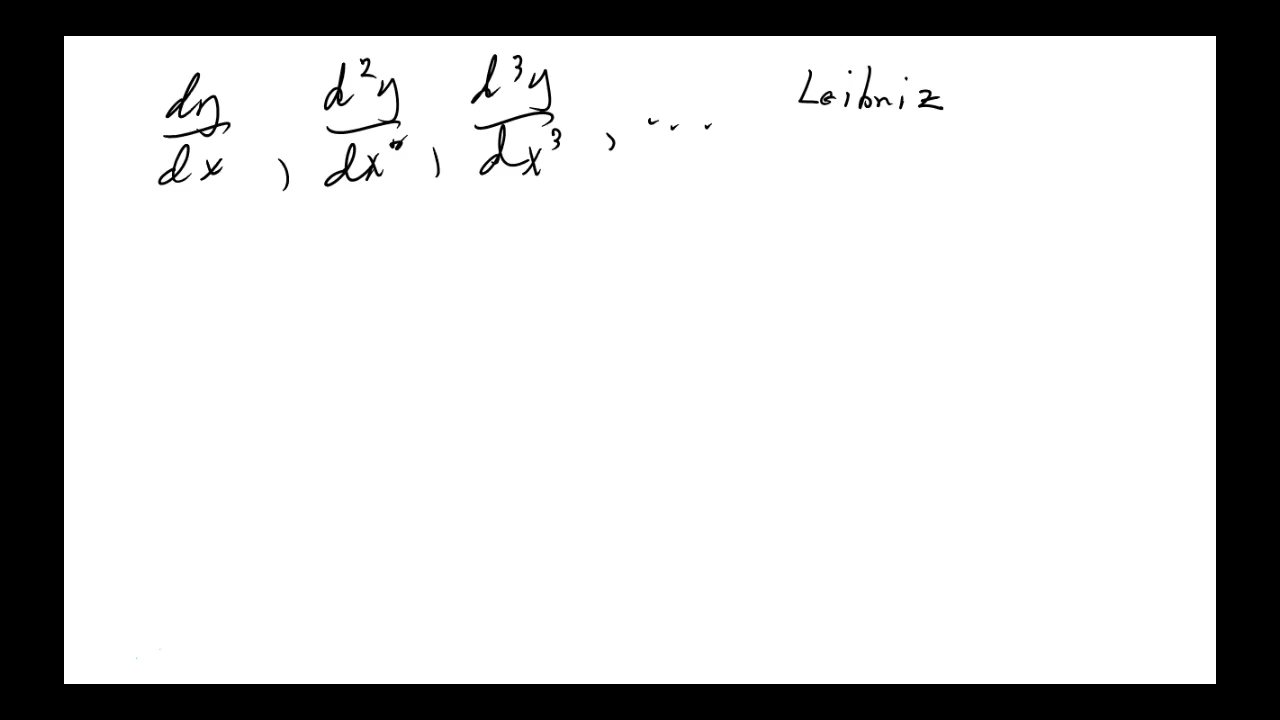 dy/dx , d²y/dx² , d³y/dx³ , ... Leibniz